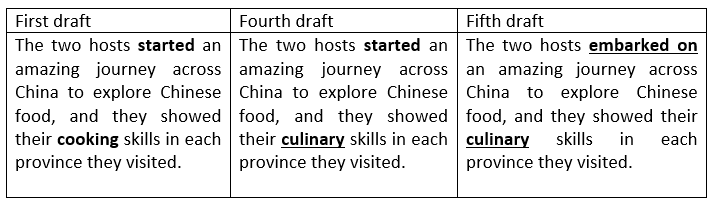 First draft
The two hosts started an
amazing journey across
China to explore Chinese
food, and they showed
their cooking skills in each
province they visited.
Fourth draft
The two hosts started an
amazing journey across
China to explore Chinese
food, and they showed
their culinary skills in each
province they visited.
Fifth draft
The two hosts embarked on
an amazing journey across
China to explore Chinese
food, and they showed their
culinary skills in each
province they visited.